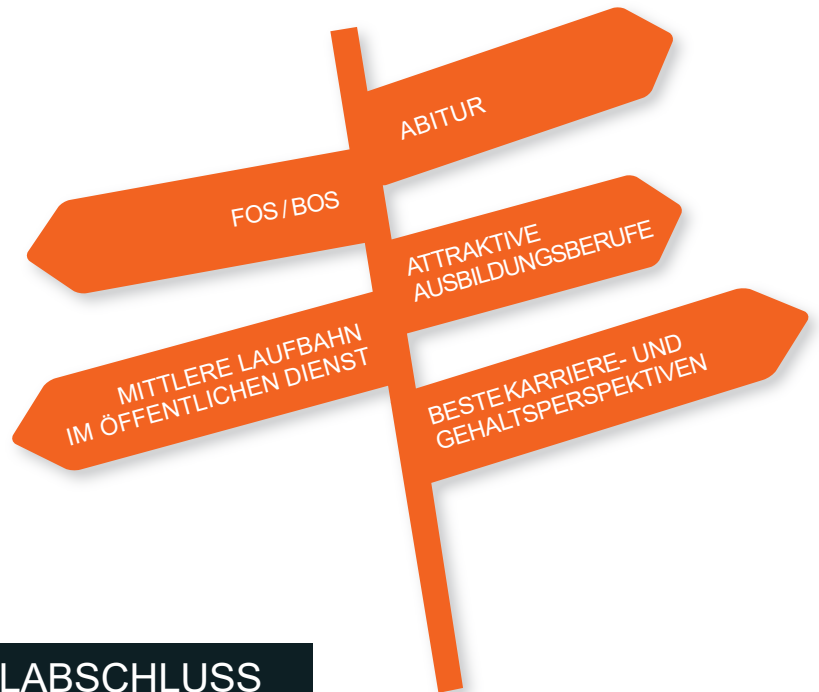 ABITUR
FOS / BOS
ATTRAKTIVE
AUSBILDUNGSBERUFE
MITTLERE LAUFBAHN
IM ÖFFENTLICHEN DIENST
BESTE KARRIERE- UND
GEHALTSPERSPEKTIVEN
LABSCHLUSS